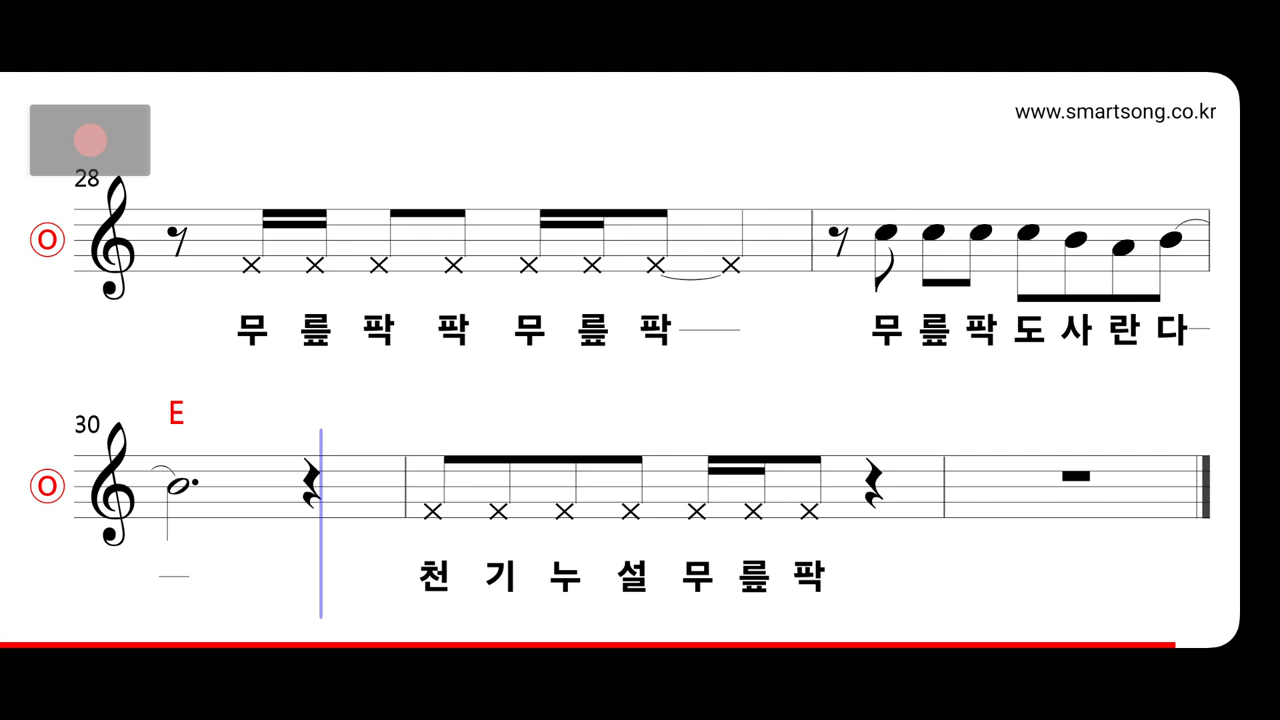 www.smartsong.co.kr
28
O
무 릎 팍 팍 무 릎 팍 무 릎 팍 도 사 란 다
30 E
O
천 기 누 설 무 릎 팍